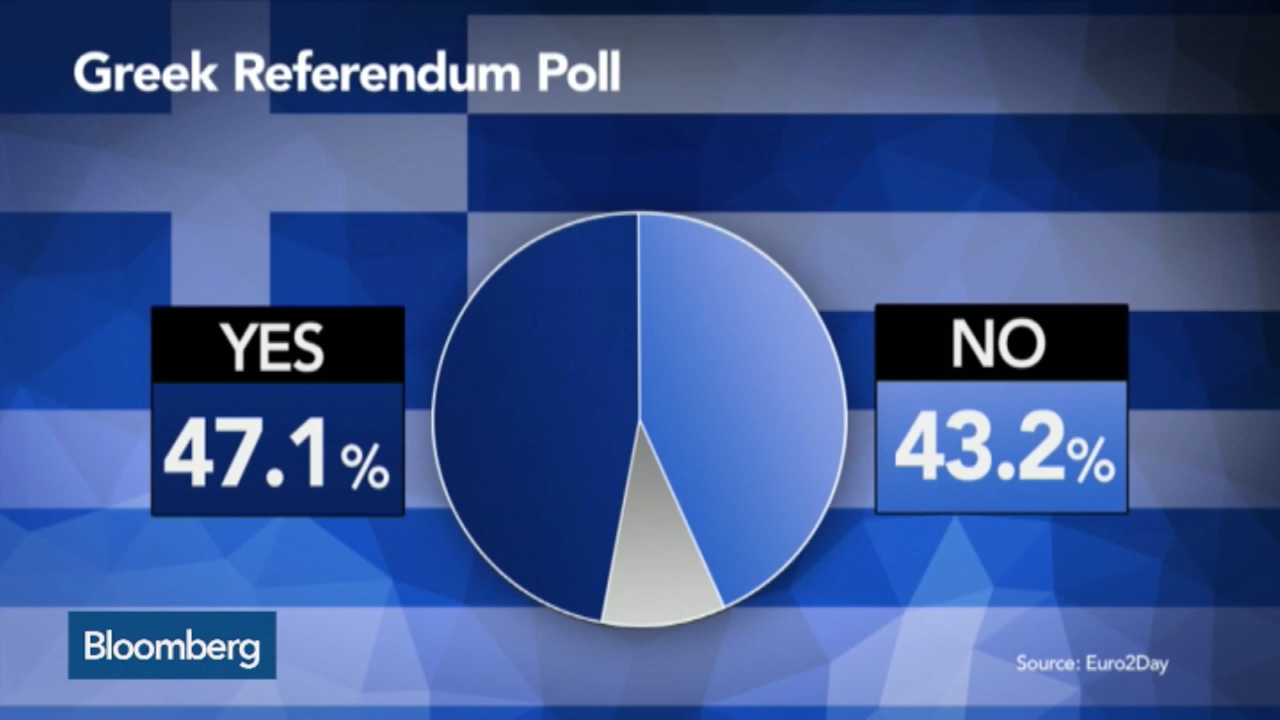 Greek Referendum Poll
YES
47.1%
NO
43.2%
Bloomberg
Source: Euro2Day